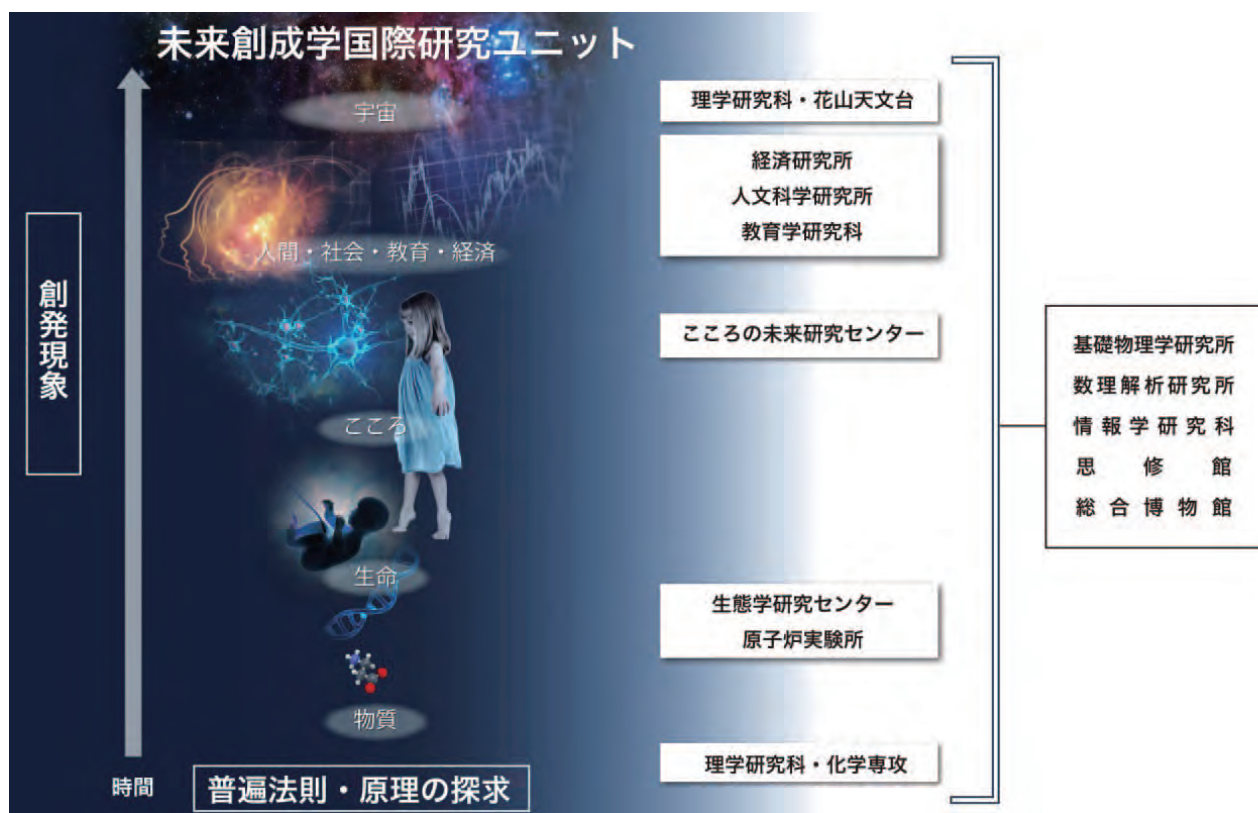 未来創成学国際研究ユニット
宇宙
人間・社会・教育・経済
こころ
生命
物質
創発現象
時間
普遍法則・原理の探求
理学研究科・花山天文台
経済研究所
人文科学研究所
教育学研究科
こころの未来研究センター
生態学研究センター
原子炉実験所
理学研究科・化学専攻
基礎物理学研究所
数理解析研究所
情報学研究科
思修館
総合博物館